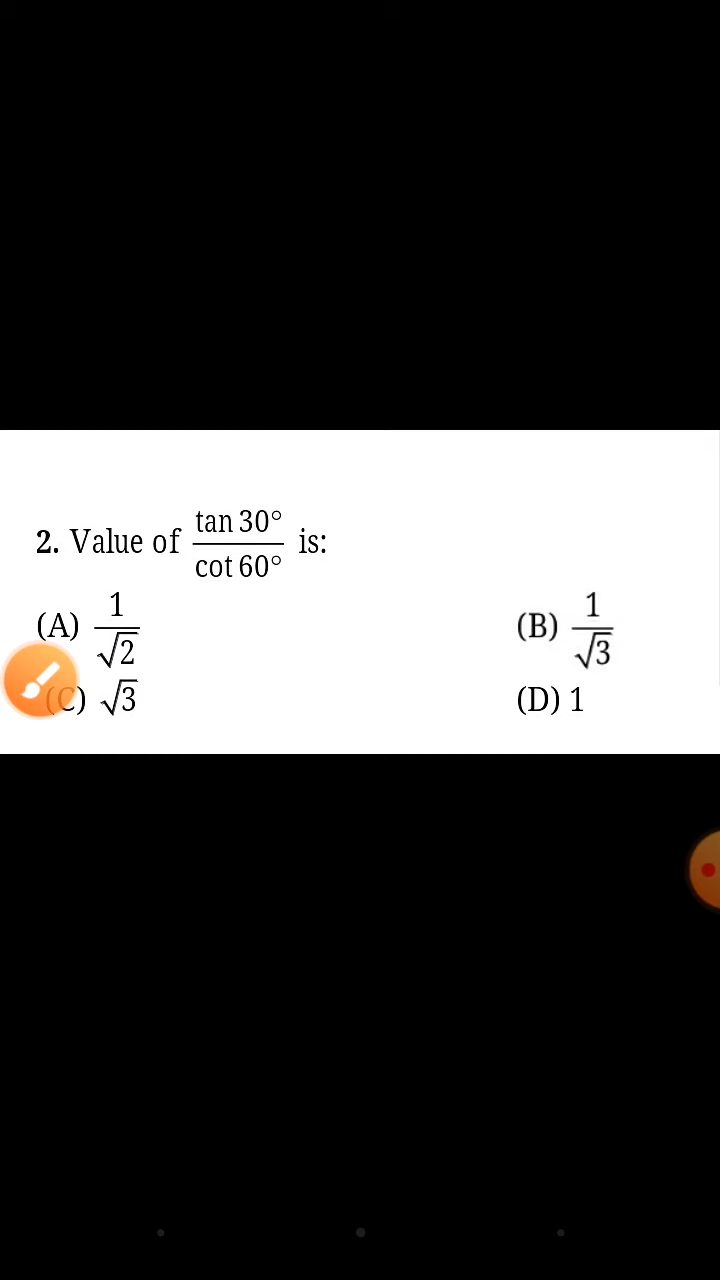 2. Value of tan 30° / cot 60° is:
(A) 1/√2 (B) 1/√3
(C) √3 (D) 1